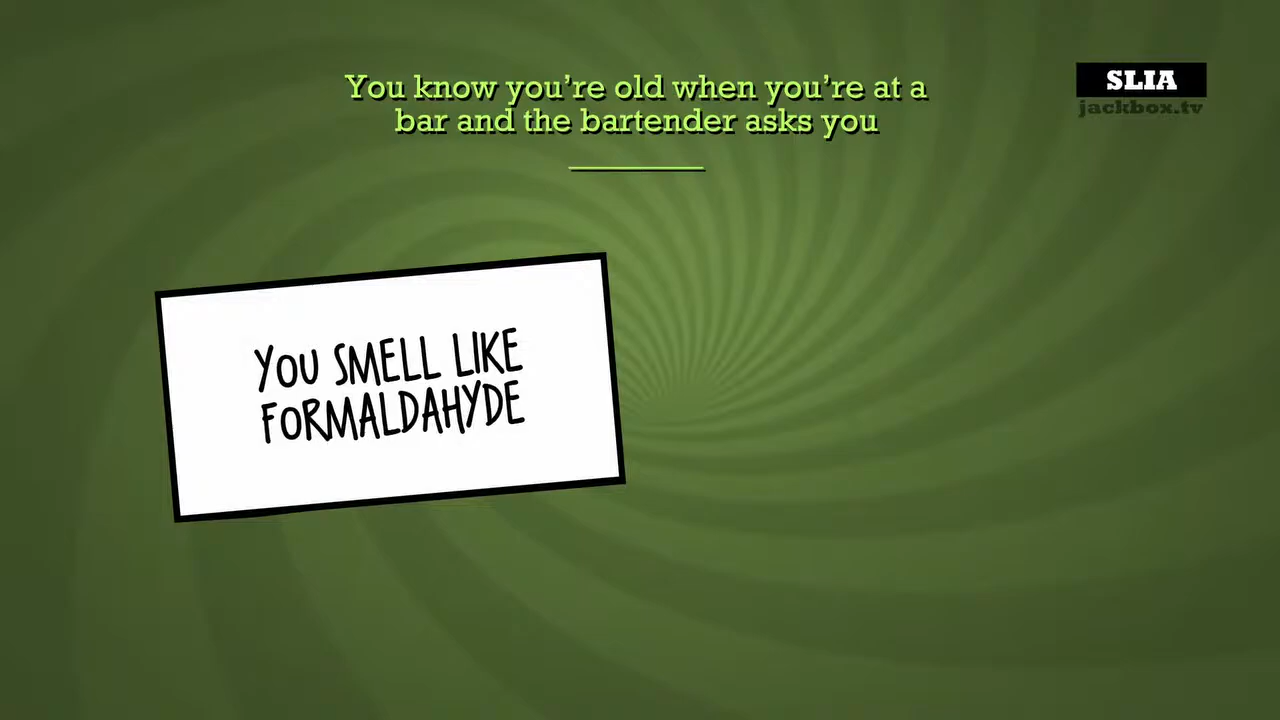 You know you're old when you're at a
bar and the bartender asks you
SLIA
jackbox.tv
YOU SMELL LIKE
FORMALDAHYDE